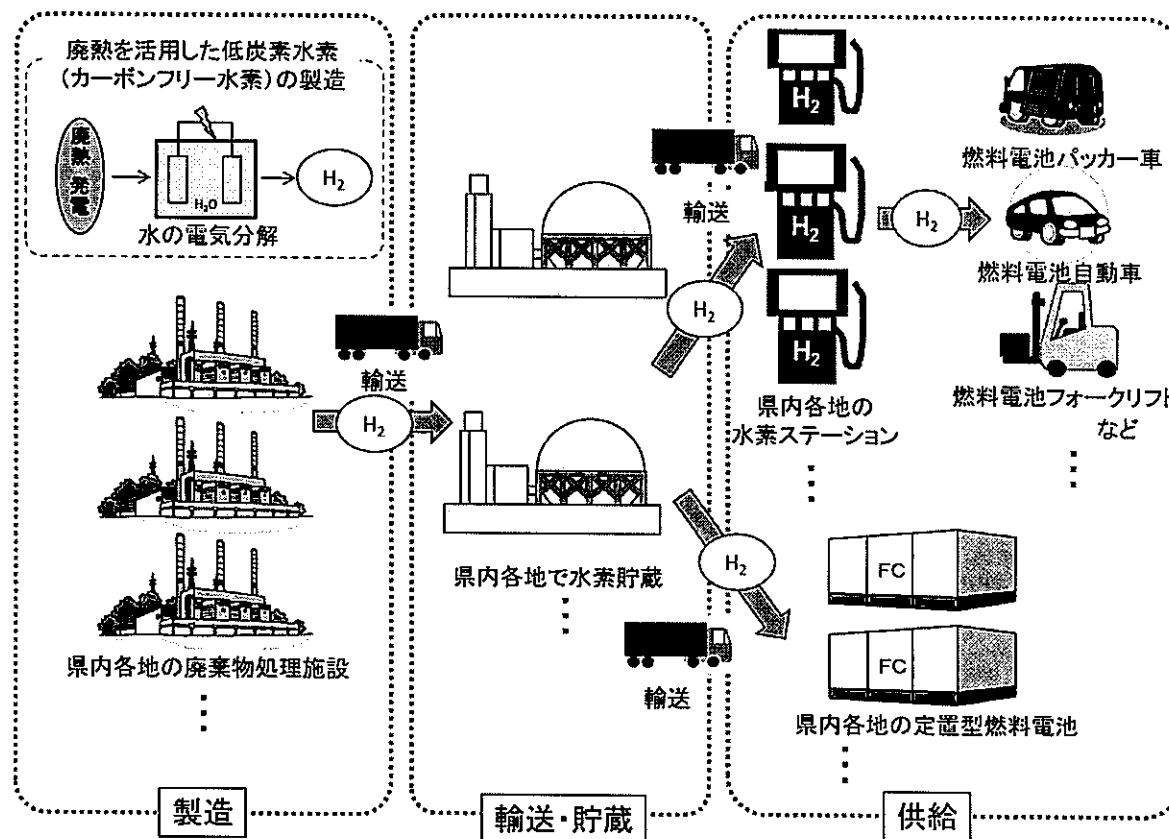 廃熱を活用した低炭素水素
(カーボンフリー水素)の製造
廃熱発電
H₂O
H₂
水の電気分解
県内各地の廃棄物処理施設
製造
輸送
H₂
県内各地で水素貯蔵
輸送・貯蔵
輸送
H₂
H₂
輸送
H₂
H₂
H₂
県内各地の
水素ステーション
H₂
燃料電池パッカー車
燃料電池自動車
燃料電池フォークリフト
など
FC
FC
県内各地の定置型燃料電池
供給